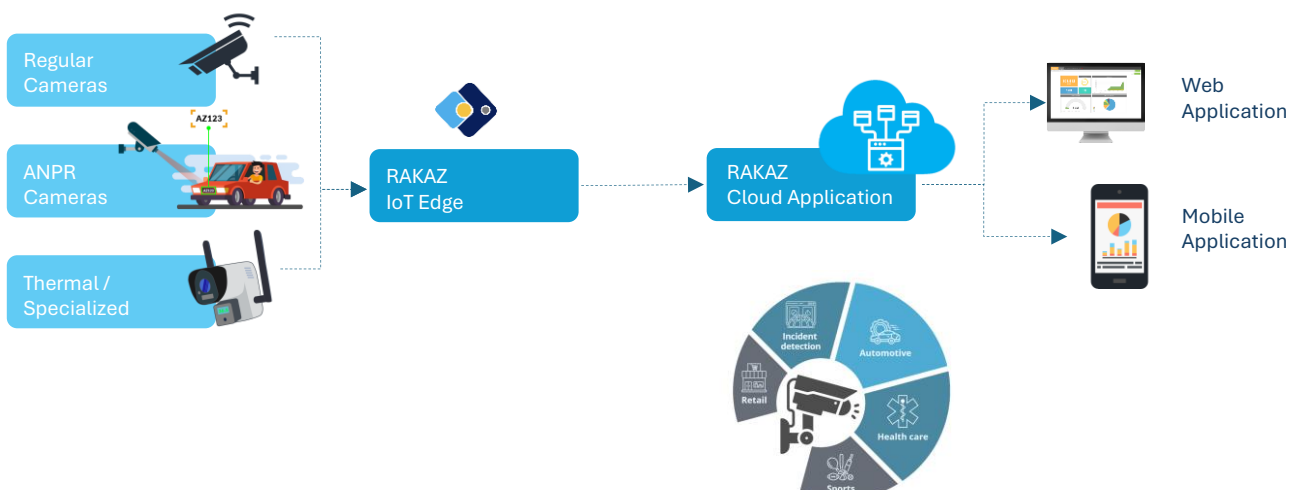 Regular
Cameras
AZ123
ANPR
Cameras
Thermal /
Specialized
RAKAZ
IoT Edge
RAKAZ
Cloud Application
Web
Application
Mobile
Application
Incident
detection
Automotive
Retail
Health care
Sports